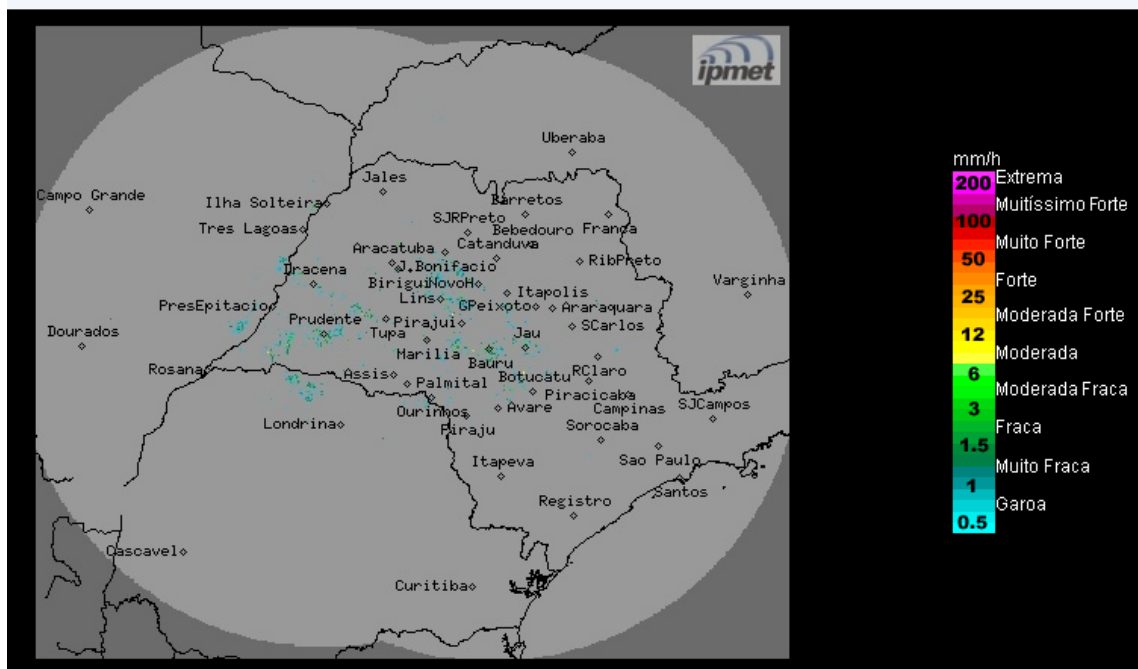 ipmet
Uberaba
Jales
Campo Grande
Ilha Solteira
Barretos
SJRPreto
Tres Lagoas
Bebedouro
Franca
Catanduva
Aracatuba
J.Bonifacio
RibPreto
Dracena
Birigui
NovoH
Itapolis
Varginha
Lins
PresEpitacio
GPeixoto
Araraquara
Prudente
Pirajui
SCarlos
Dourados
Tupa
Jau
Marilia
Bauru
Rosana
Assis
RClaro
Botucatu
Palmital
Piracicaba
Ourinhos
Avare
Campinas
SJCampos
Londrina
Piraju
Sorocaba
Itapeva
Sao Paulo
Santos
Registro
Cascavel
Curitiba
mm/h
200 Extrema
Muitíssimo Forte
100
Muito Forte
50
Forte
25
Moderada Forte
12
Moderada
6
Moderada Fraca
3
Fraca
1.5
Muito Fraca
1
Garoa
0.5